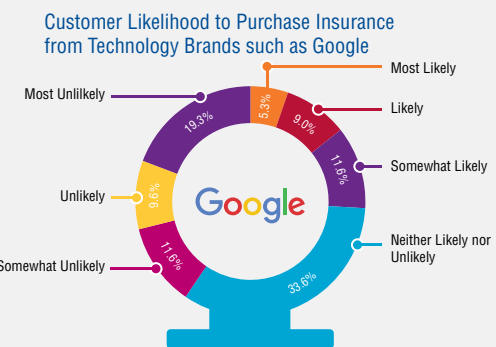 Customer Likelihood to Purchase Insurance
from Technology Brands such as Google
Most Likely
Most Unlilkely
5.3%
19.3%
9.0%
Likely
11.6%
Somewhat Likely
Unlikely
9.6%
Google
Neither Likely nor
Unlikely
Somewhat Unlikely
11.6%
33.6%